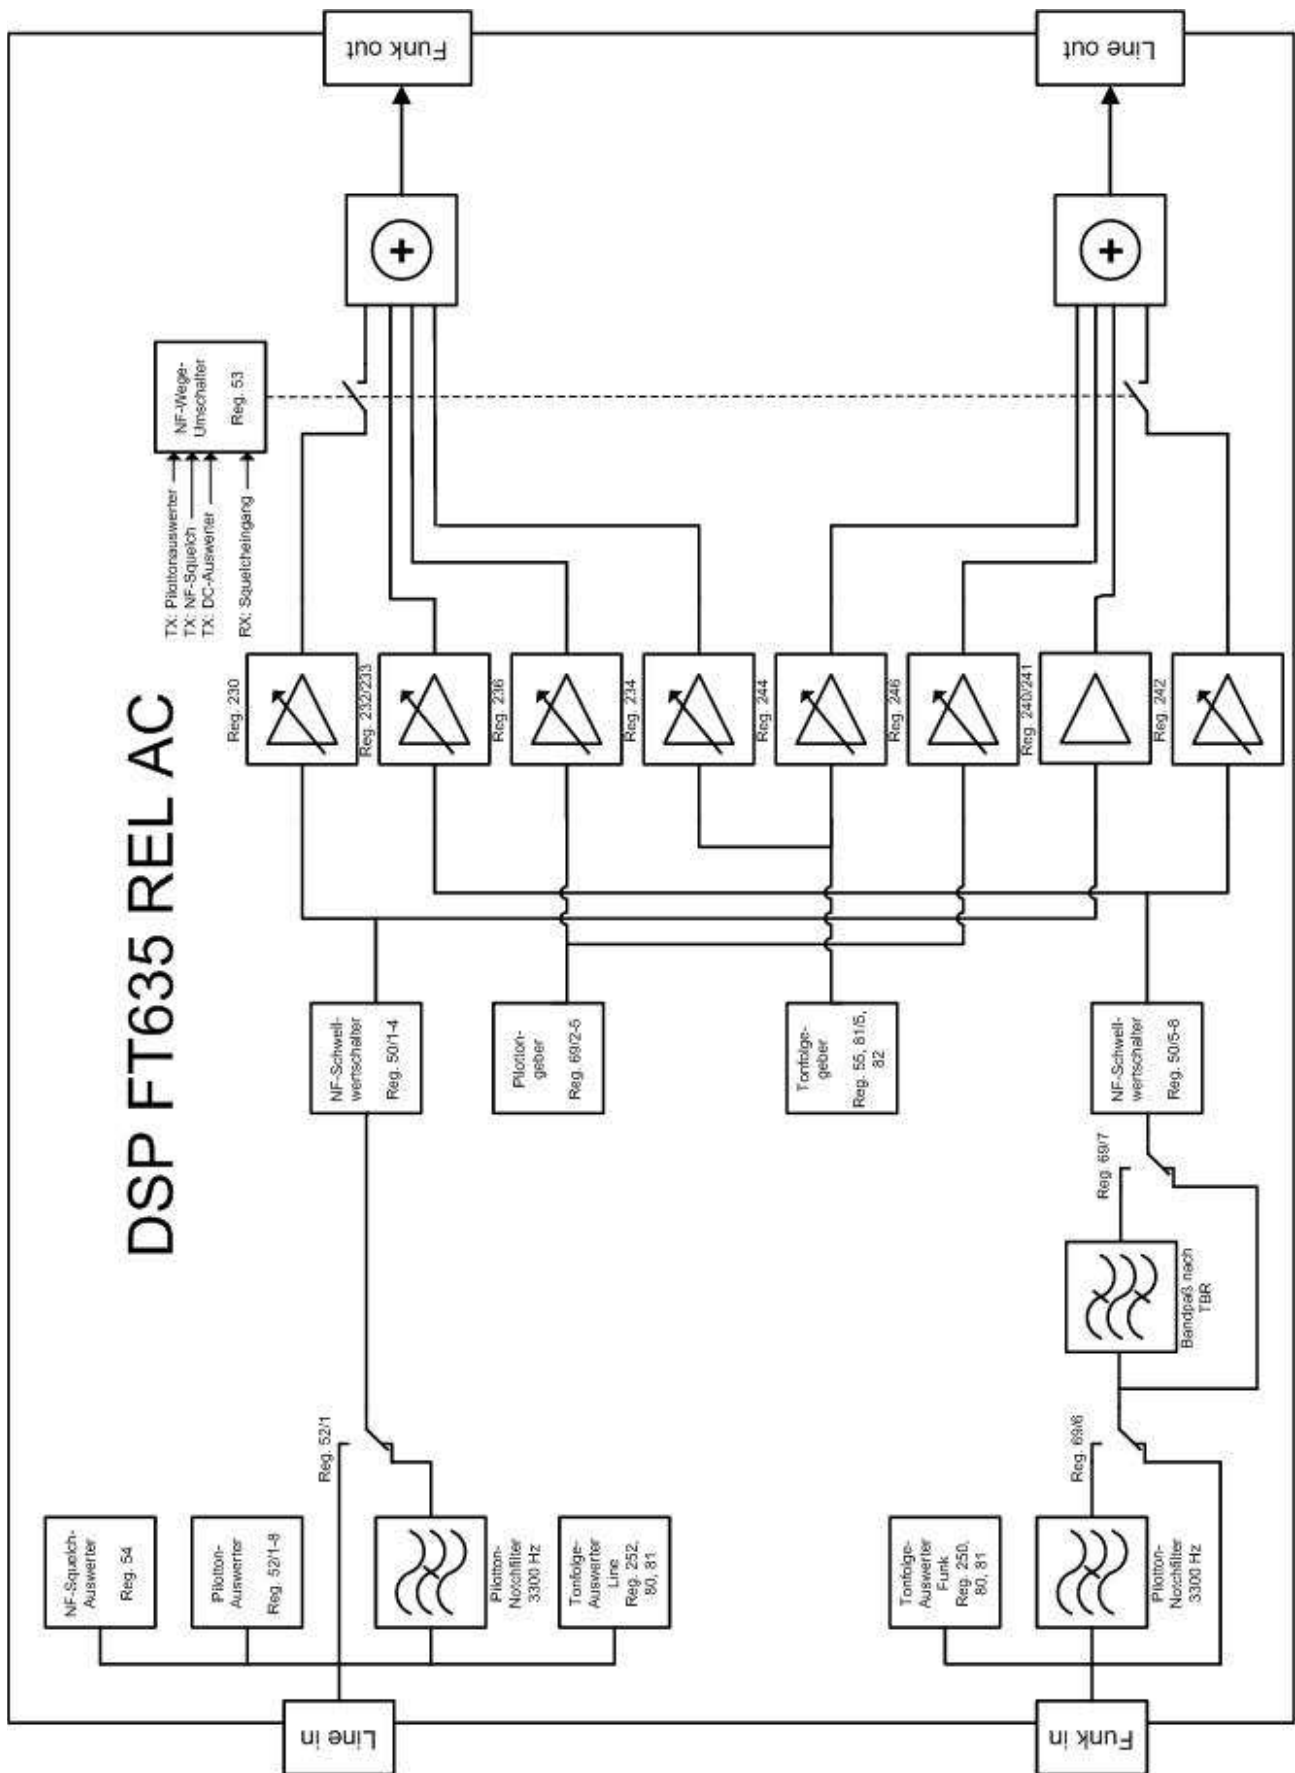 DSP FT635 REL AC
Line in
NF-Squelch-
Auswerter
Reg. 54
Pilotton-
Auswerter
Reg. 52/1-8
Pilotton-
Notchfilter
3300 Hz
Tonfolge-
Auswerter
Line
Reg. 252,
80, 81
Reg. 52/1
NF-Schwell-
wertschalter
Reg. 50/1-4
Pilotton-
geber
Reg. 69/2-5
Tonfolge-
geber
Reg. 55, 81/5,
82
Funk in
Tonfolge-
Auswerter
Funk
Reg. 250,
80, 81
Pilotton-
Notchfilter
3300 Hz
Reg. 69/6
Bandpaß nach
TBR
Reg. 69/7
NF-Schwell-
wertschalter
Reg. 50/5-8
Reg. 230
Reg. 232/233
Reg. 236
Reg. 234
Reg. 244
Reg. 246
Reg. 240/241
Reg. 242
TX: Pilottonauswerter
TX: NF-Squelch
TX: DC-Auswerter
RX: Squelcheingang
NF-Wege-
Umschalter
Reg. 53
+
+
Funk out
Line out